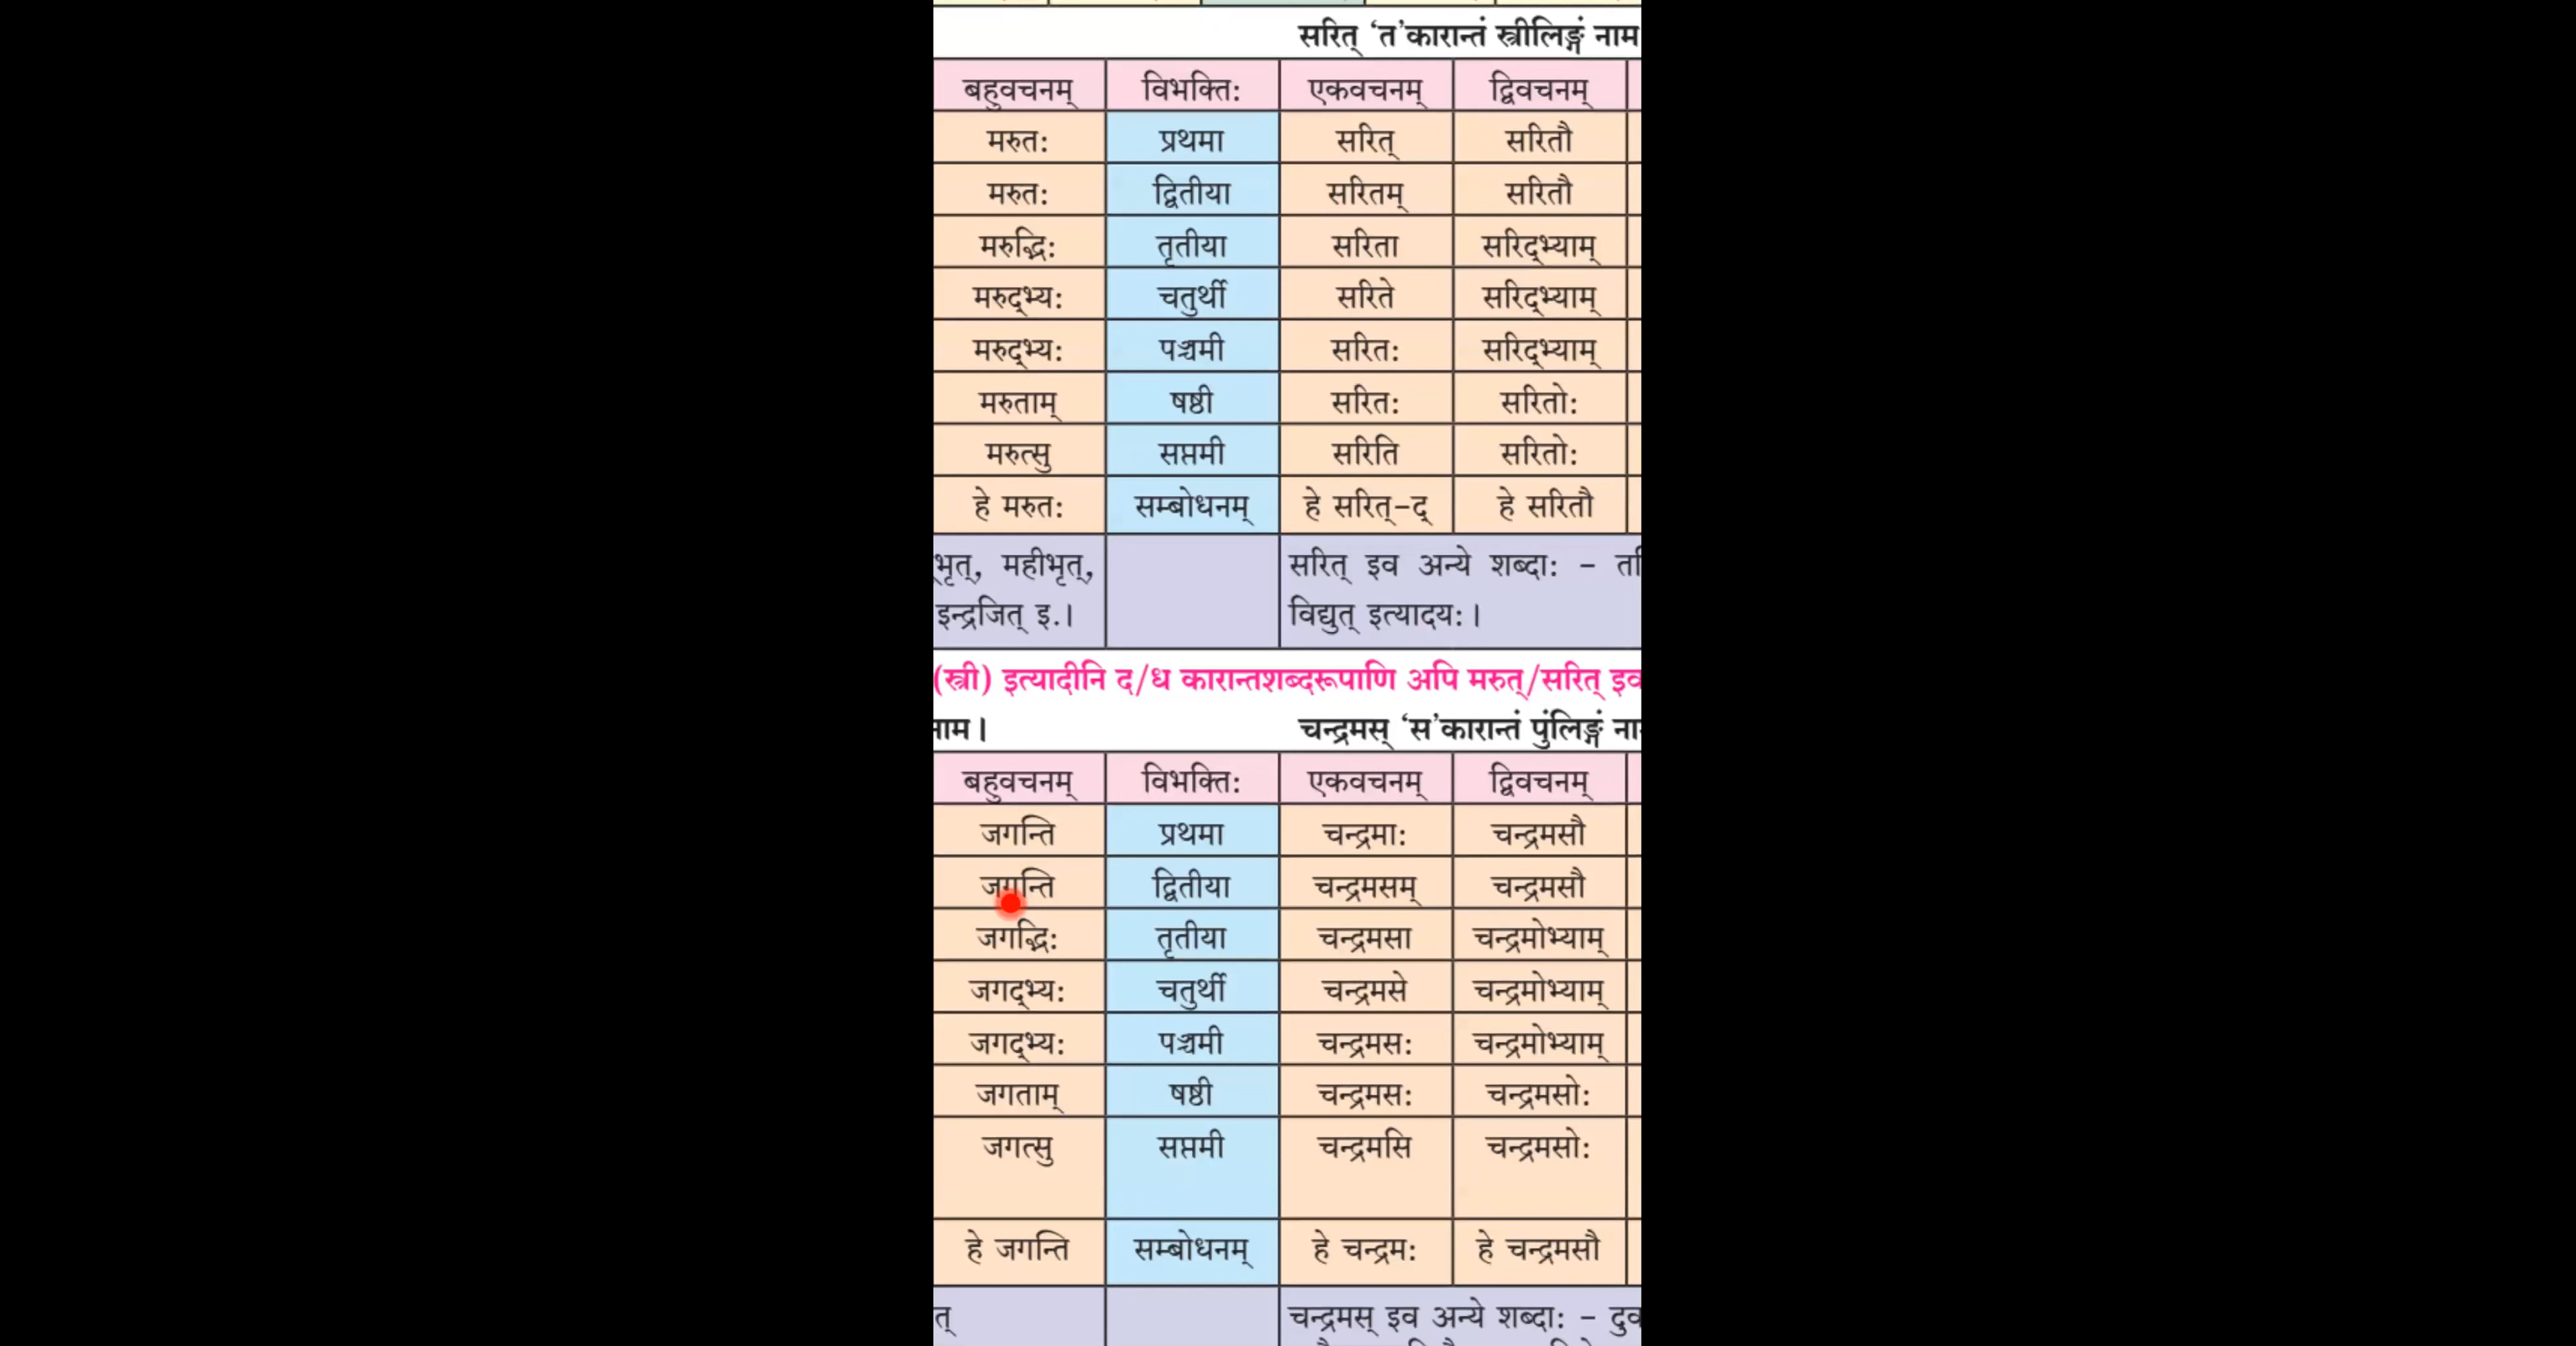 सरित् ‘त’कारान्तं स्त्रीलिङ्गं नाम
बहुवचनम् विभक्तिः एकवचनम् द्विवचनम्
मरुतः प्रथमा सरित् सरितौ
मरुतः द्वितीया सरितम् सरितौ
मरुद्भिः तृतीया सरिता सरिद्भ्याम्
मरुद्भ्यः चतुर्थी सरिते सरिद्भ्याम्
मरुद्भ्यः पञ्चमी सरितः सरिद्भ्याम्
मरुताम् षष्ठी सरितः सरितोः
मरुत्सु सप्तमी सरिति सरितोः
हे मरुतः सम्बोधनम् हे सरित्-द् हे सरितौ
भृत्, महीभृत्, सरित् इव अन्ये शब्दाः -
इन्द्रजित् इ.। विद्युत् इत्यादयः।
(स्त्री) इत्यादीनि द/ध कारान्तशब्दरूपाणि अपि मरुत्/सरित् इव
नाम। चन्द्रमस् ‘स’कारान्तं पुंलिङ्गं
बहुवचनम् विभक्तिः एकवचनम् द्विवचनम्
जगन्ति प्रथमा चन्द्रमाः चन्द्रमसौ
जगन्ति द्वितीया चन्द्रमसम् चन्द्रमसौ
जगद्भिः तृतीया चन्द्रमसा चन्द्रमोभ्याम्
जगद्भ्यः चतुर्थी चन्द्रमसे चन्द्रमोभ्याम्
जगद्भ्यः पञ्चमी चन्द्रमसः चन्द्रमोभ्याम्
जगताम् षष्ठी चन्द्रमसः चन्द्रमसोः
जगत्सु सप्तमी चन्द्रमसि चन्द्रमसोः
हे जगन्ति सम्बोधनम् हे चन्द्रमः हे चन्द्रमसौ
त् चन्द्रमस् इव अन्ये शब्दाः -